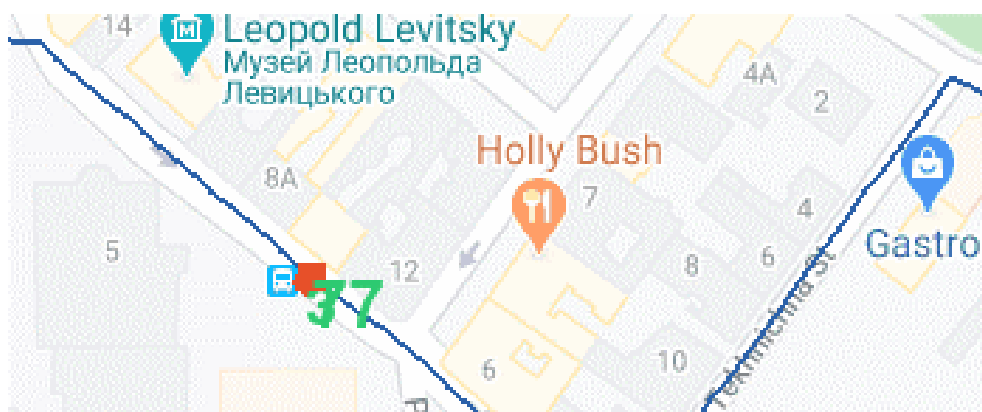 14
Leopold Levitsky
Музей Леопольда
Левицького
4A
2
Holly Bush
8A
7
4
5
Gastro
12
8
6
Tekhnichna St
6
10